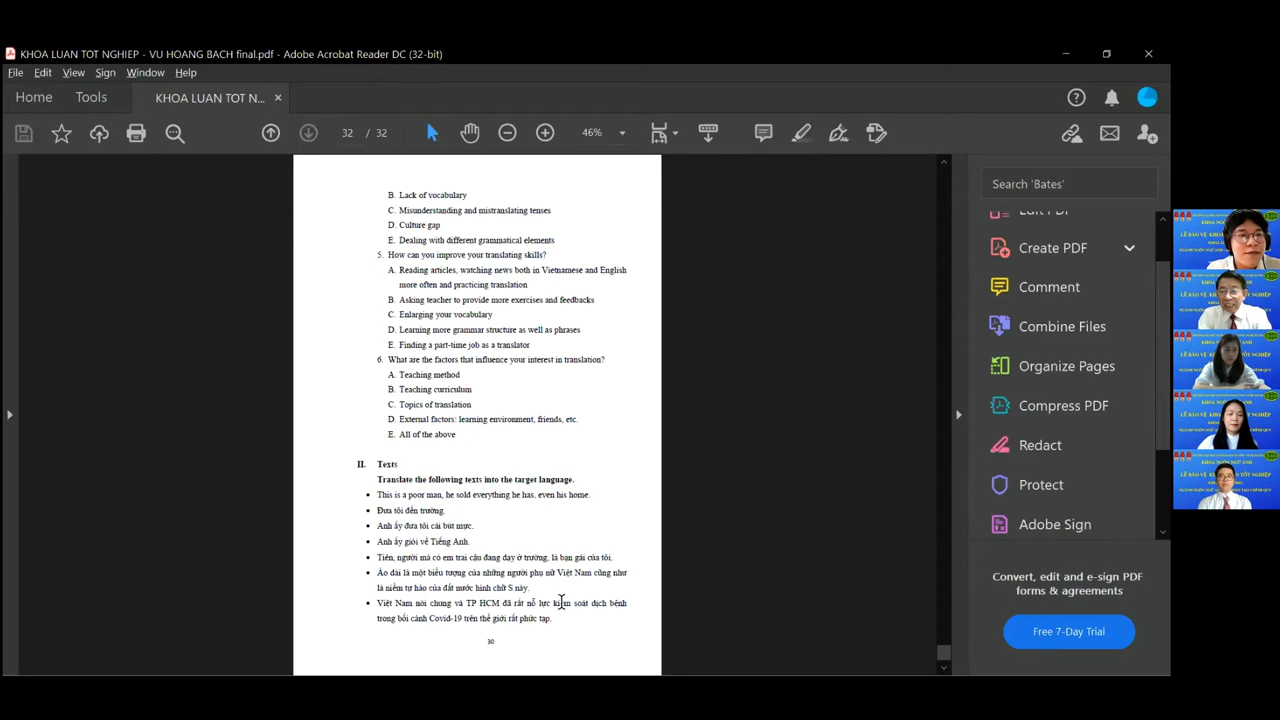 KHOA LUAN TOT NGHIEP - VU HOANG BACH final.pdf - Adobe Acrobat Reader DC (32-bit)
File Edit View Sign Window Help
Home Tools KHOA LUAN TOT N... ×
32 / 32 46%
B. Lack of vocabulary
C. Misunderstanding and mistranslating tenses
D. Culture gap
E. Dealing with different grammatical elements
5. How can you improve your translating skills?
A. Reading articles, watching news both in Vietnamese and English
more often and practicing translation
B. Asking teacher to provide more exercises and feedbacks
C. Enlarging your vocabulary
D. Learning more grammar structure as well as phrases
E. Finding a part-time job as a translator
6. What are the factors that influence your interest in translation?
A. Teaching method
B. Teaching curriculum
C. Topics of translation
D. External factors: learning environment, friends, etc.
E. All of the above
II. Texts
Translate the following texts into the target language.
• This is a poor man, he sold everything he has, even his home.
• Đưa tôi đến trường.
• Anh ấy đưa tôi cái bút mực.
• Anh ấy giỏi về Tiếng Anh.
• Tiên, người mà có em trai cậu đang dạy ở trường, là bạn gái của tôi.
• Áo dài là một biểu tượng của những người phụ nữ Việt Nam cũng như
là niềm tự hào của đất nước hình chữ S này.
• Việt Nam nói chung và TP HCM đã rất nỗ lực kiểm soát dịch bệnh
trong bối cảnh Covid-19 trên thế giới rất phức tạp.
30
Search 'Bates'
Edit PDF
Create PDF
Comment
Combine Files
Organize Pages
Compress PDF
Redact
Protect
Adobe Sign
Convert, edit and e-sign PDF
forms & agreements
Free 7-Day Trial